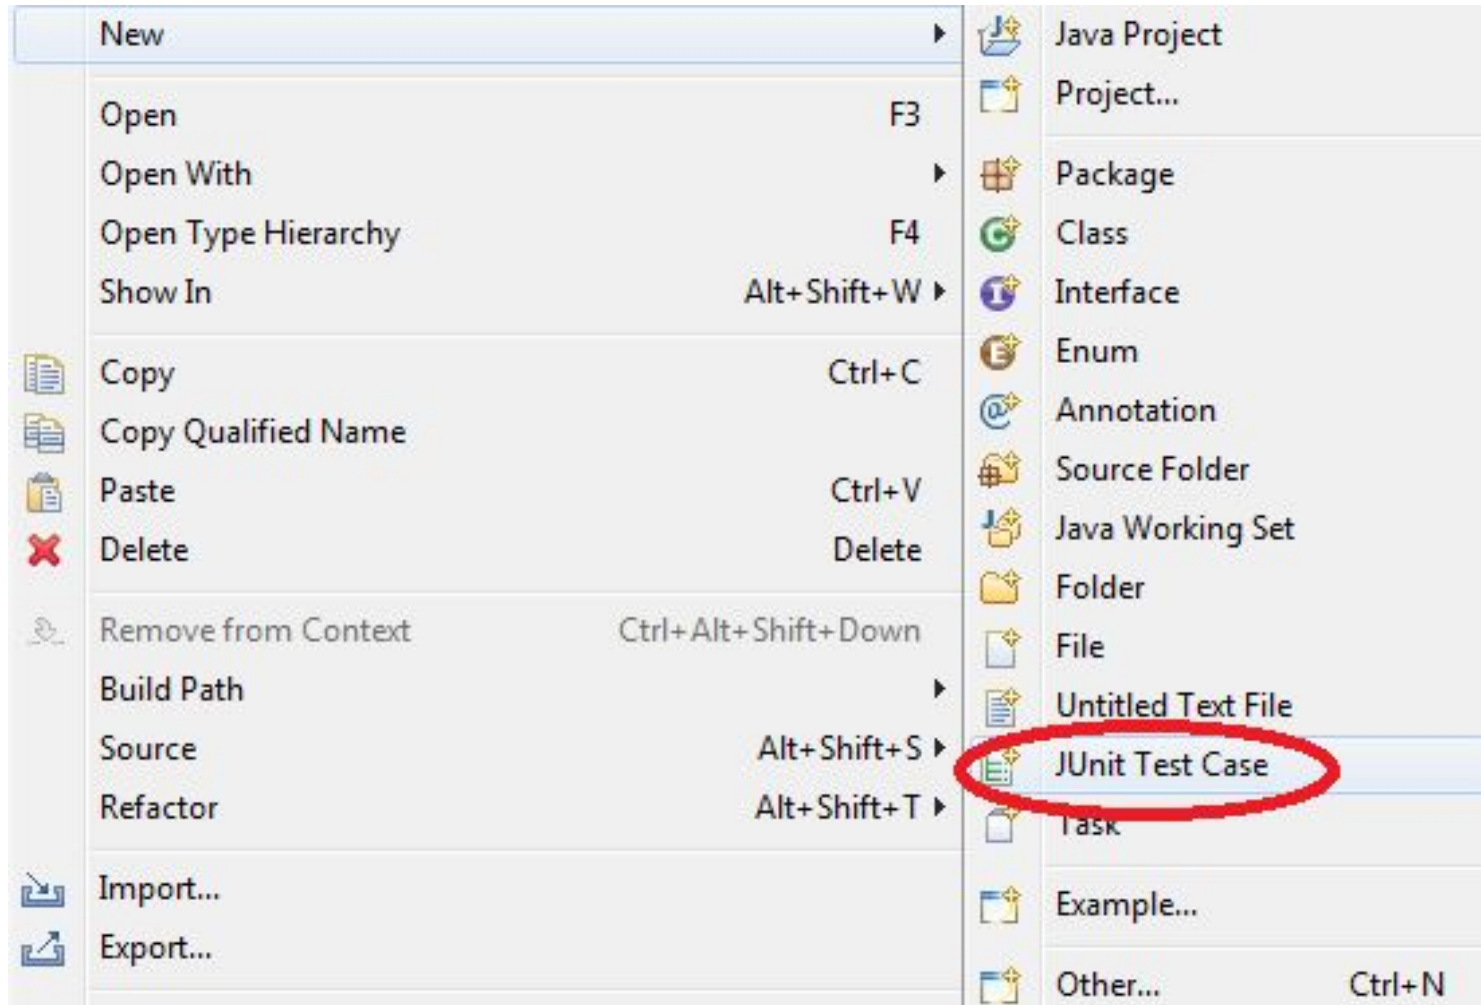 New
Open F3
Open With
Open Type Hierarchy F4
Show In Alt+Shift+W
Copy Ctrl+C
Copy Qualified Name
Paste Ctrl+V
Delete Delete
Remove from Context Ctrl+Alt+Shift+Down
Build Path
Source Alt+Shift+S
Refactor Alt+Shift+T
Import...
Export...
Java Project
Project...
Package
Class
Interface
Enum
Annotation
Source Folder
Java Working Set
Folder
File
Untitled Text File
JUnit Test Case
Task
Example...
Other... Ctrl+N